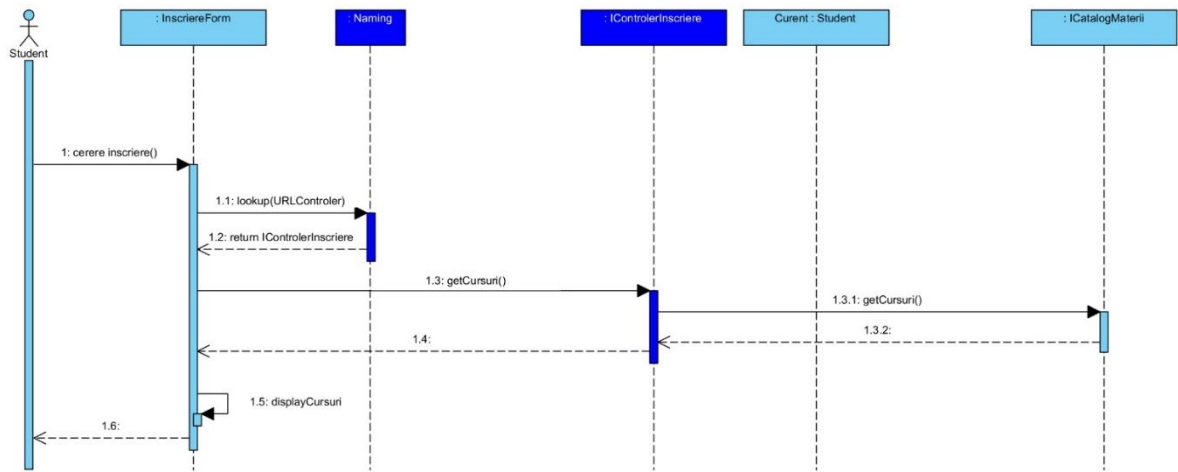 : InscriereForm
: Naming
: IControlerInscriere
Curent : Student
: ICatalogMaterii
Student
1: cerere inscriere()
1.1: lookup(URLControler)
1.2: return IControlerInscriere
1.3: getCursuri()
1.3.1: getCursuri()
1.3.2:
1.4:
1.5: displayCursuri
1.6: